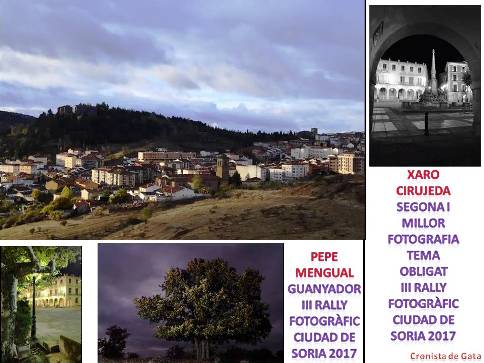 PEPE
MENGUAL
GUANYADOR
III RALLY
FOTOGRÀFIC
CIUDAD DE
SORIA 2017
XARO
CIRUJEDA
SEGONA I
MILLOR
FOTOGRAFIA
TEMA
OBLIGAT
III RALLY
FOTOGRÀFIC
CIUDAD DE
SORIA 2017
Cronista de Gata